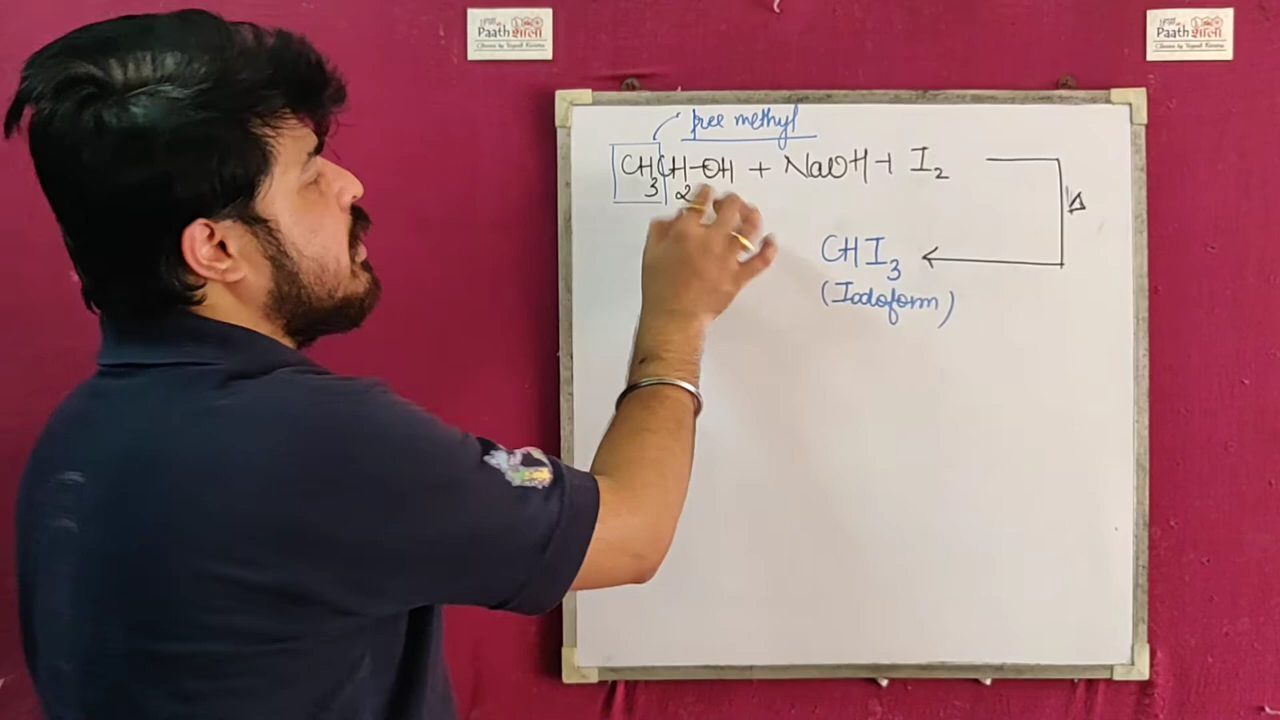 Paathशाला
Paathशाला
free methyl
CH3CH2-OH + NaOH + I2
Δ
CHI3
(Iodoform)